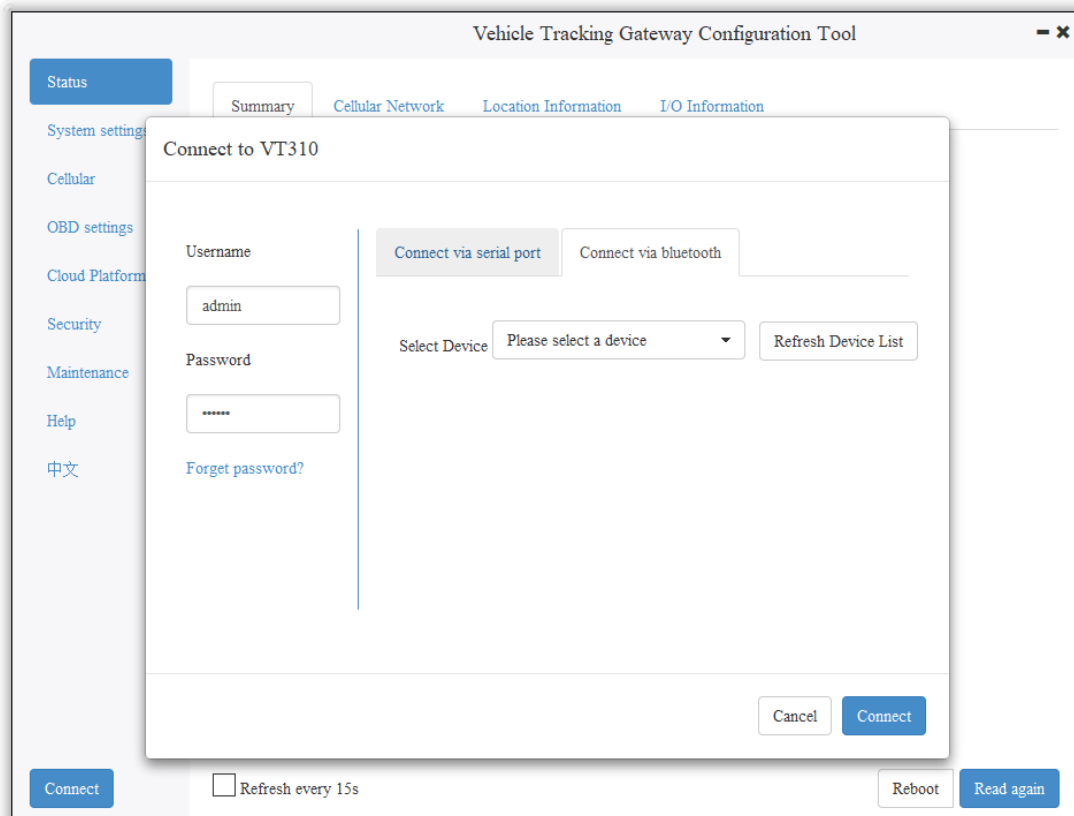 Vehicle Tracking Gateway Configuration Tool
Status
Summary
Cellular Network
Location Information
I/O Information
System settings
Cellular
OBD settings
Cloud Platform
Security
Maintenance
Help
中文
Connect to VT310
Username
admin
Password
••••••
Forget password?
Connect via serial port
Connect via bluetooth
Select Device
Please select a device
Refresh Device List
Cancel
Connect
Connect
Refresh every 15s
Reboot
Read again